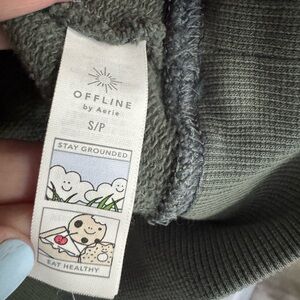 OFFLINE
by Aerie
S/P
STAY GROUNDED
EAT HEALTHY